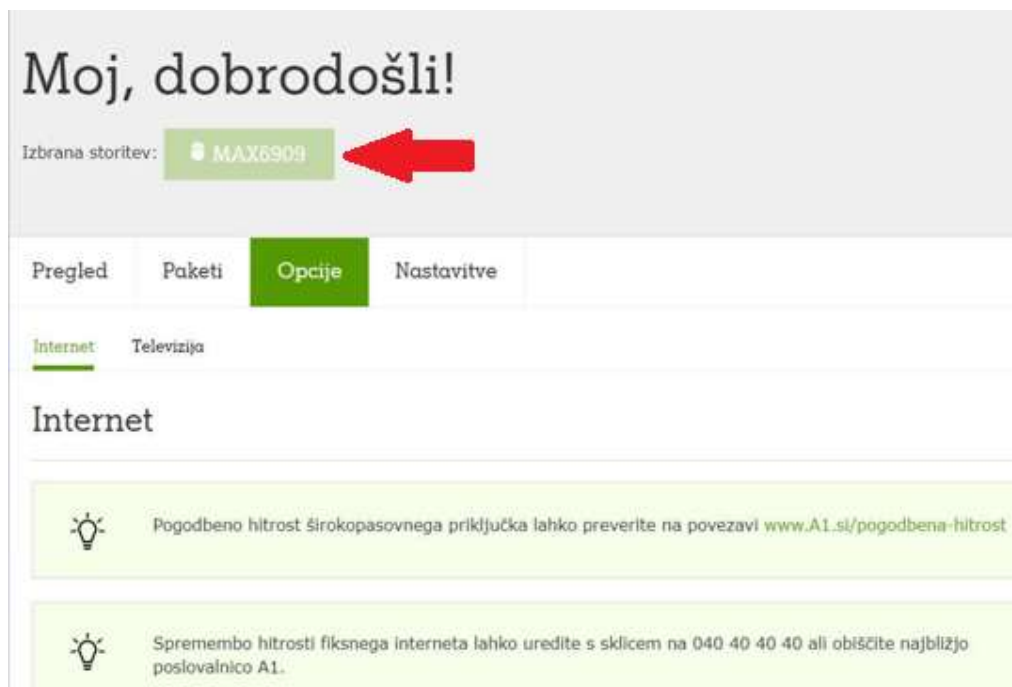 Moj, dobrodošli!
Izbrana storitev: MAX6909
Pregled Paketi Opcije Nastavitve
Internet Televizija
Internet
Pogodbeno hitrost širokopasovnega priključka lahko preverite na povezavi www.A1.si/pogodbena-hitrost
Spremembo hitrosti fiksnega interneta lahko uredite s sklicem na 040 40 40 40 ali obiščite najbližjo
poslovalnico A1.